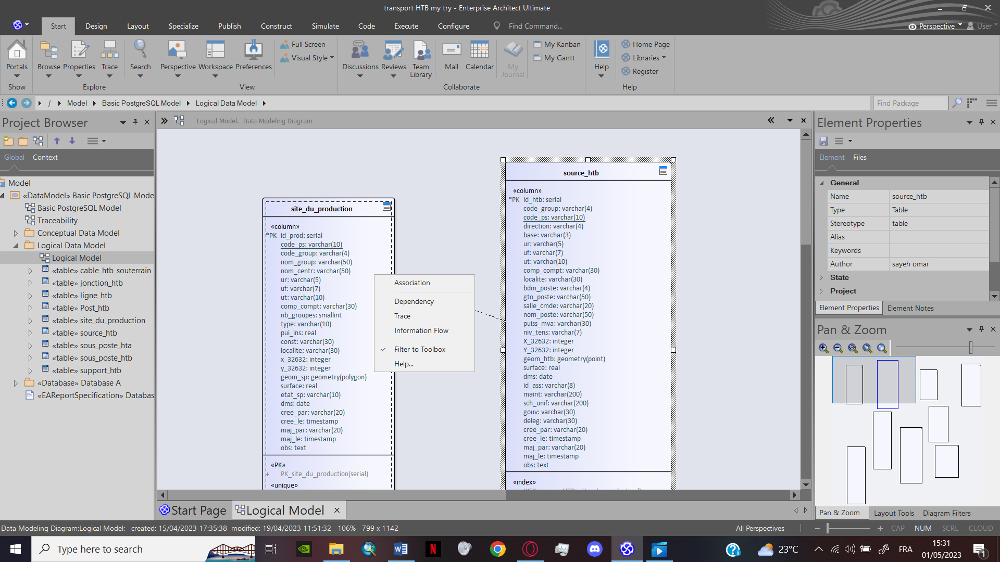 transport HTB my try - Enterprise Architect Ultimate
Start
Design
Layout
Specialize
Publish
Construct
Simulate
Code
Execute
Configure
Find Command...
Perspective
User
Portals
Browse
Properties
Trace
Search
Perspective
Workspace
Preferences
Full Screen
Visual Style
Discussions
Reviews
Team
Library
Mail
Calendar
My
Journal
My Kanban
My Gantt
Help
Home Page
Libraries
Register
Show
Explore
View
Collaborate
Help
/ Model Basic PostgreSQL Model Logical Data Model
Find Package
Project Browser
Global
Context
Model
«DataModel» Basic PostgreSQL Mode
Basic PostgreSQL Model
Traceability
Conceptual Data Model
Logical Data Model
Logical Model
«table» cable_htb_souterrain
«table» jonction_htb
«table» ligne_htb
«table» Post_htb
«table» site_du_production
«table» source_htb
«table» sous_poste_hta
«table» sous_poste_htb
«table» support_htb
«Database» Database A
«EAReportSpecification» Databas
Logical Model. Data Modeling Diagram
site_du_production
«column»
*PK id_prod: serial
code_ps: varchar(10)
code_group: varchar(4)
nom_group: varchar(50)
nom_centr: varchar(50)
ur: varchar(5)
uf: varchar(7)
ut: varchar(10)
comp_compt: varchar(30)
nb_groupes: smallint
type: varchar(10)
pui_ins: real
const: varchar(30)
localite: varchar(30)
x_32632: integer
y_32632: integer
geom_sp: geometry(polygon)
surface: real
etat_sp: varchar(10)
dms: date
cree_par: varchar(20)
cree_le: timestamp
maj_par: varchar(20)
maj_le: timestamp
obs: text
«PK»
+ PK_site_du_production(serial)
«unique»
Association
Dependency
Trace
Information Flow
Filter to Toolbox
Help...
source_htb
«column»
*PK id_htb: serial
code_group: varchar(4)
code_ps: varchar(10)
direction: varchar(4)
base: varchar(3)
ur: varchar(5)
uf: varchar(7)
ut: varchar(10)
comp_compt: varchar(30)
localite: varchar(30)
bdm_poste: varchar(4)
gto_poste: varchar(50)
salle_cmde: varchar(20)
nom_poste: varchar(50)
puiss_mva: varchar(30)
niv_tens: varchar(7)
X_32632: integer
Y_32632: integer
geom_htb: geometry(point)
surface: real
dms: date
id_ass: varchar(8)
maint: varchar(200)
sch_unif: varchar(200)
gouv: varchar(30)
deleg: varchar(30)
cree_par: varchar(20)
cree_le: timestamp
maj_par: varchar(20)
maj_le: timestamp
obs: text
«index»
Element Properties
Element
Files
General
Name source_htb
Type Table
Stereotype table
Alias
Keywords
Author sayeh omar
State
Project
Element Properties
Element Notes
Pan & Zoom
Pan & Zoom
Layout Tools
Diagram Filters
Start Page
Logical Model
Data Modeling Diagram:Logical Model: created: 15/04/2023 17:35:38 modified: 19/04/2023 11:51:32 106% 799 x 1142
All Perspectives
CAP
NUM
SCRL
CLOUD
Type here to search
23°C
FRA
15:31
01/05/2023
1